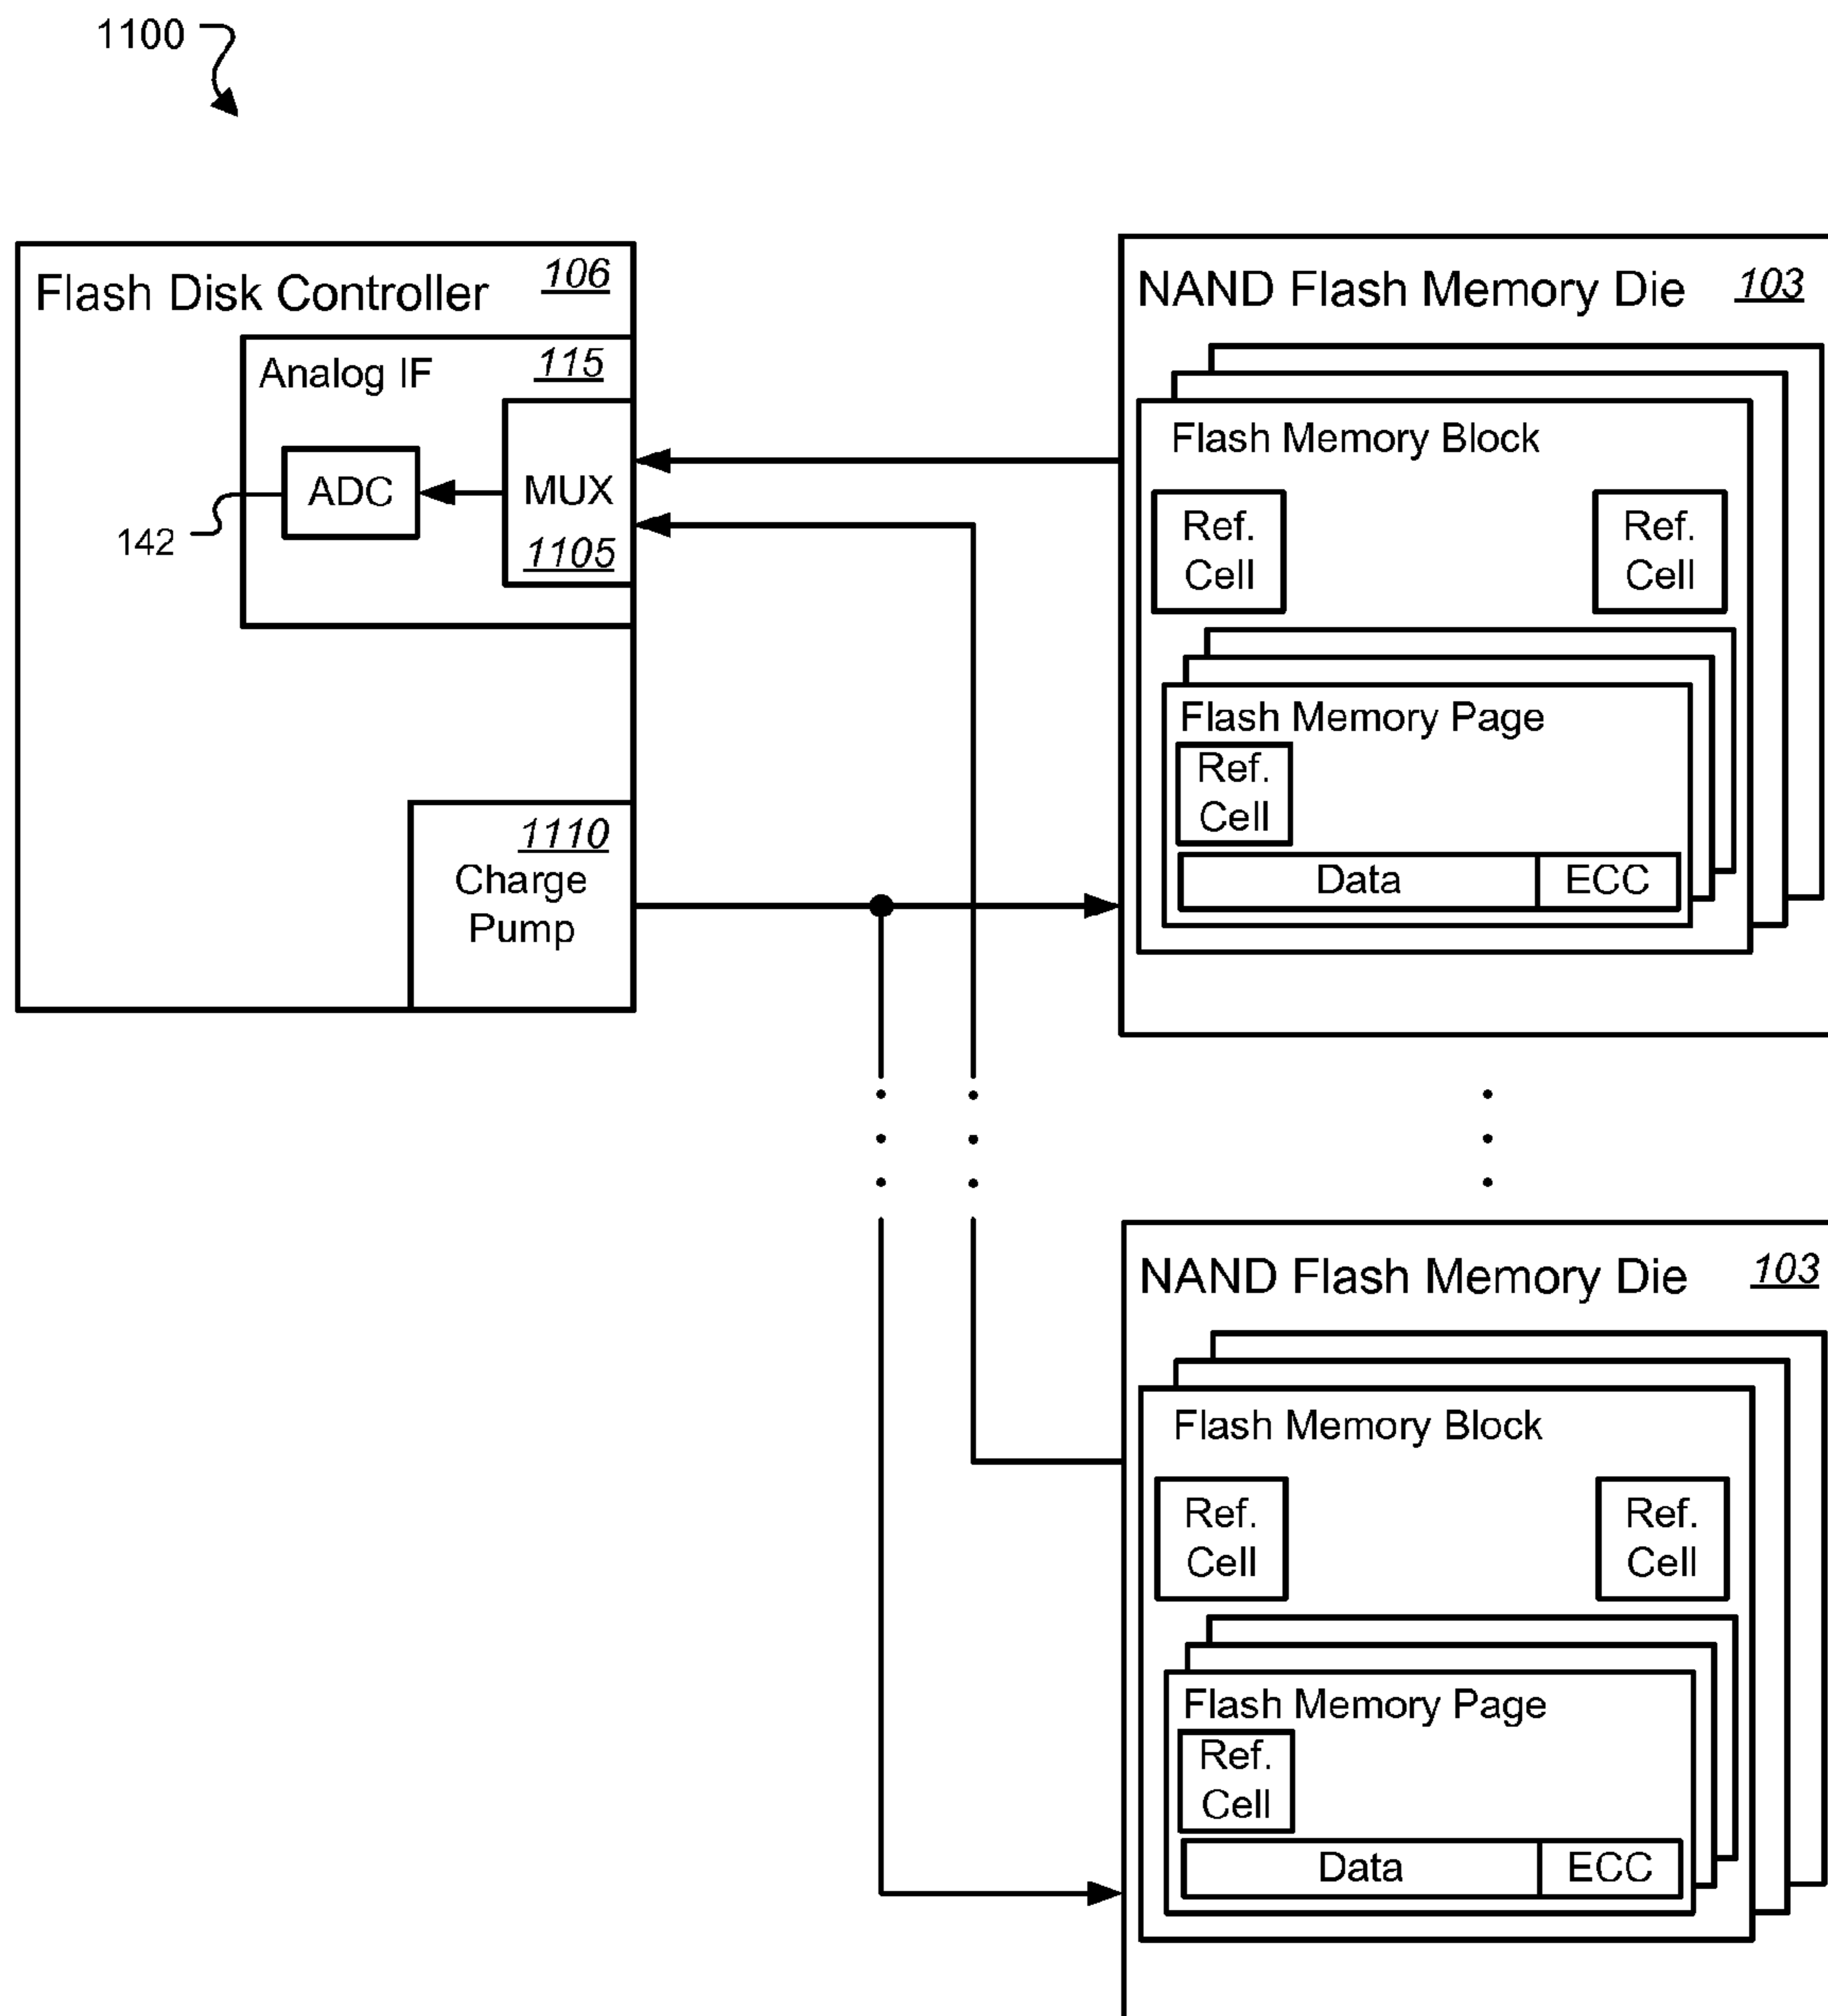 1100
Flash Disk Controller 106
Analog IF 115
ADC
MUX
1105
142
1110
Charge
Pump
NAND Flash Memory Die 103
Flash Memory Block
Ref.
Cell
Ref.
Cell
Flash Memory Page
Ref.
Cell
Data ECC
NAND Flash Memory Die 103
Flash Memory Block
Ref.
Cell
Ref.
Cell
Flash Memory Page
Ref.
Cell
Data ECC